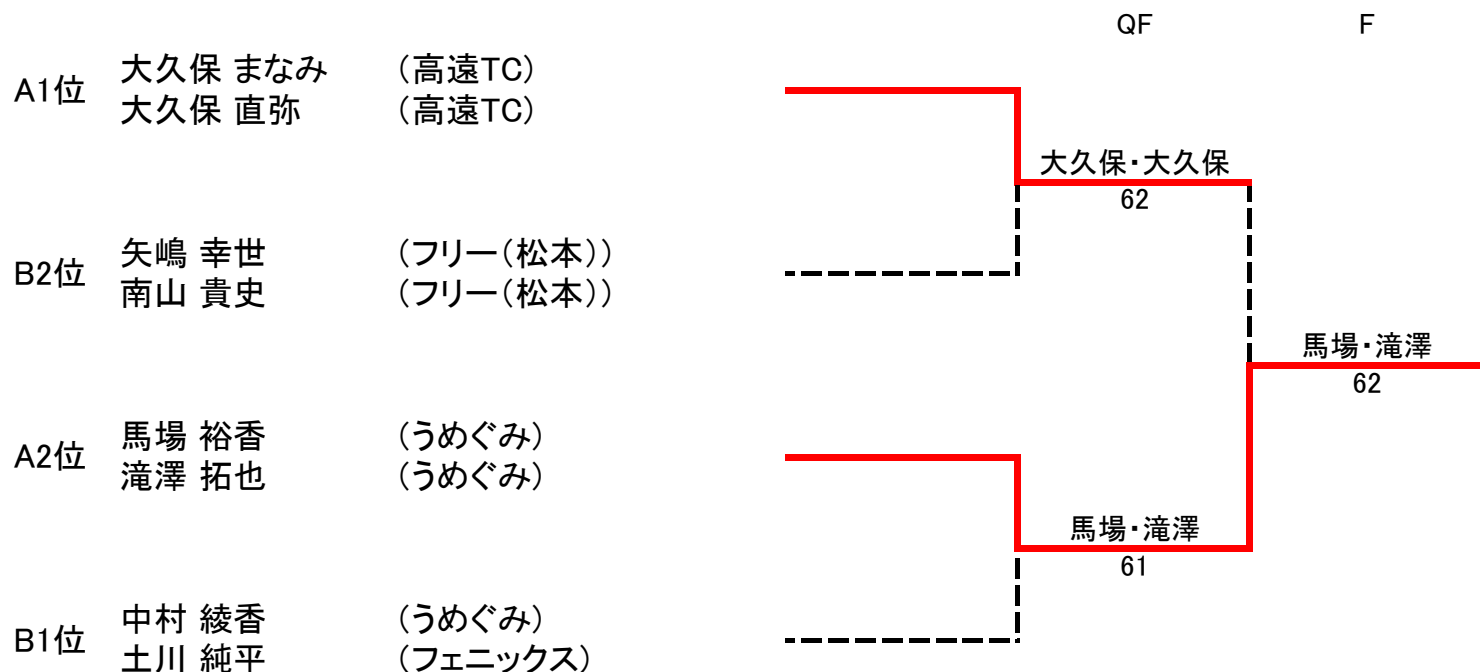 QF F
A1位 大久保 まなみ (高遠TC)
大久保 直弥 (高遠TC)
大久保・大久保
62
B2位 矢嶋 幸世 (フリー(松本))
南山 貴史 (フリー(松本))
馬場・滝澤
62
A2位 馬場 裕香 (うめぐみ)
滝澤 拓也 (うめぐみ)
馬場・滝澤
61
B1位 中村 綾香 (うめぐみ)
土川 純平 (フェニックス)